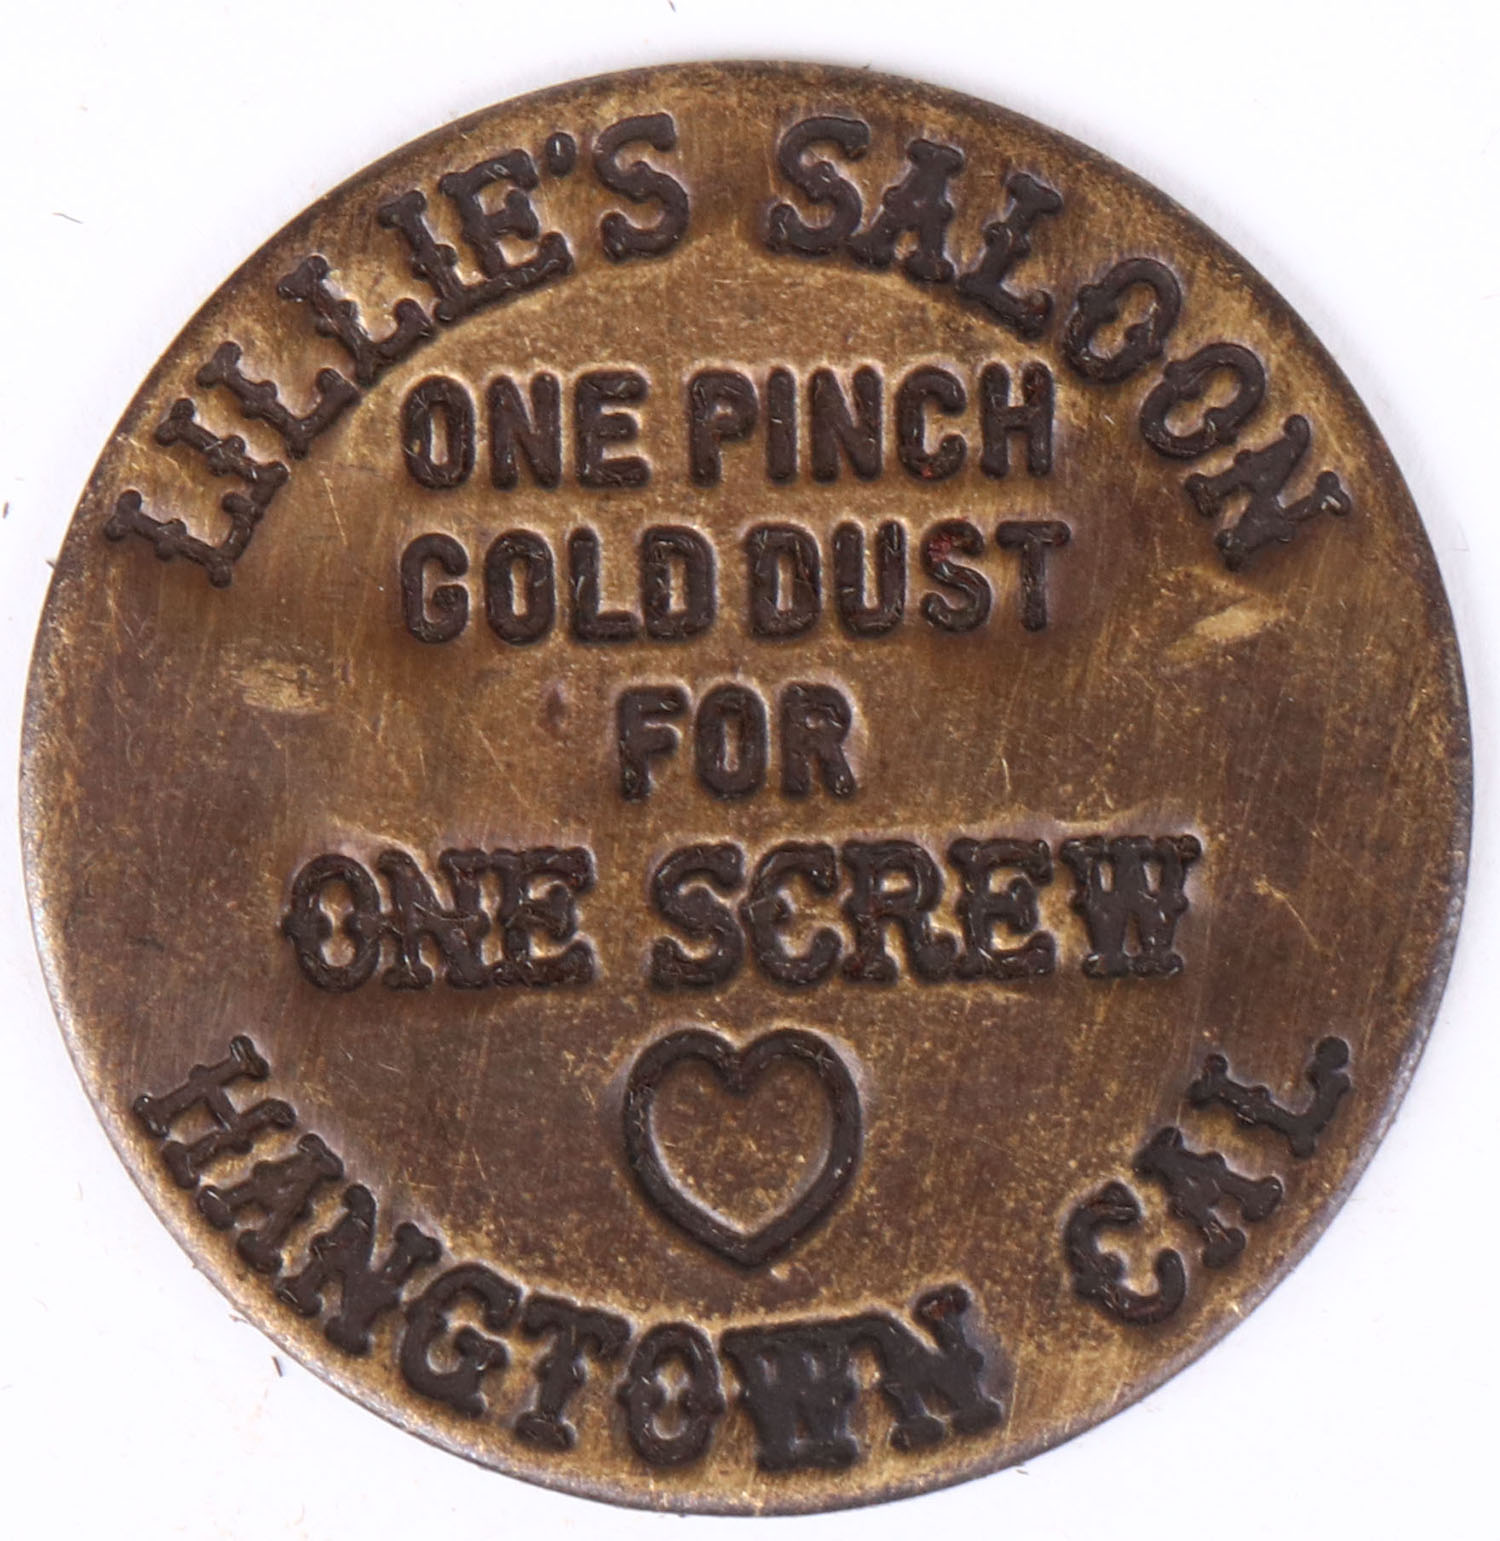 LILLIE'S SALOON
ONE PINCH
GOLD DUST
FOR
ONE SCREW
HANGTOWN CAL.